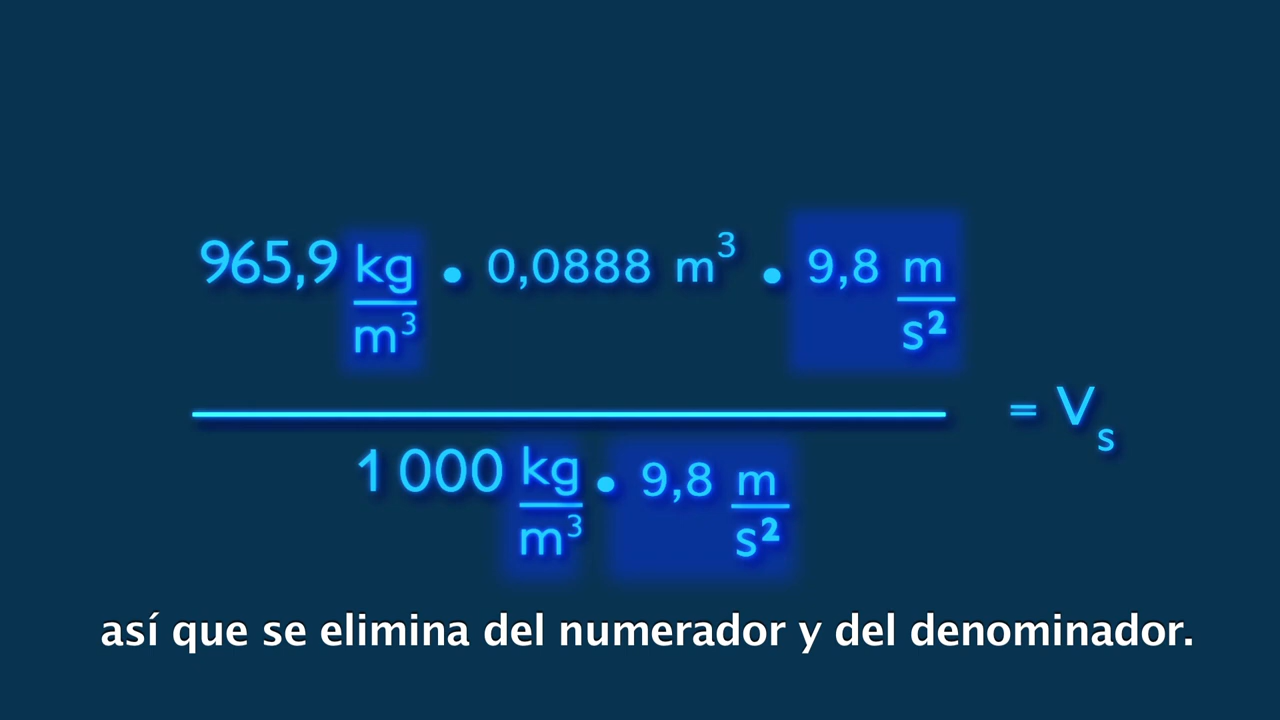 965,9 kg/m³ • 0,0888 m³ • 9,8 m/s²
1 000 kg/m³ • 9,8 m/s²
= Vₛ
así que se elimina del numerador y del denominador.